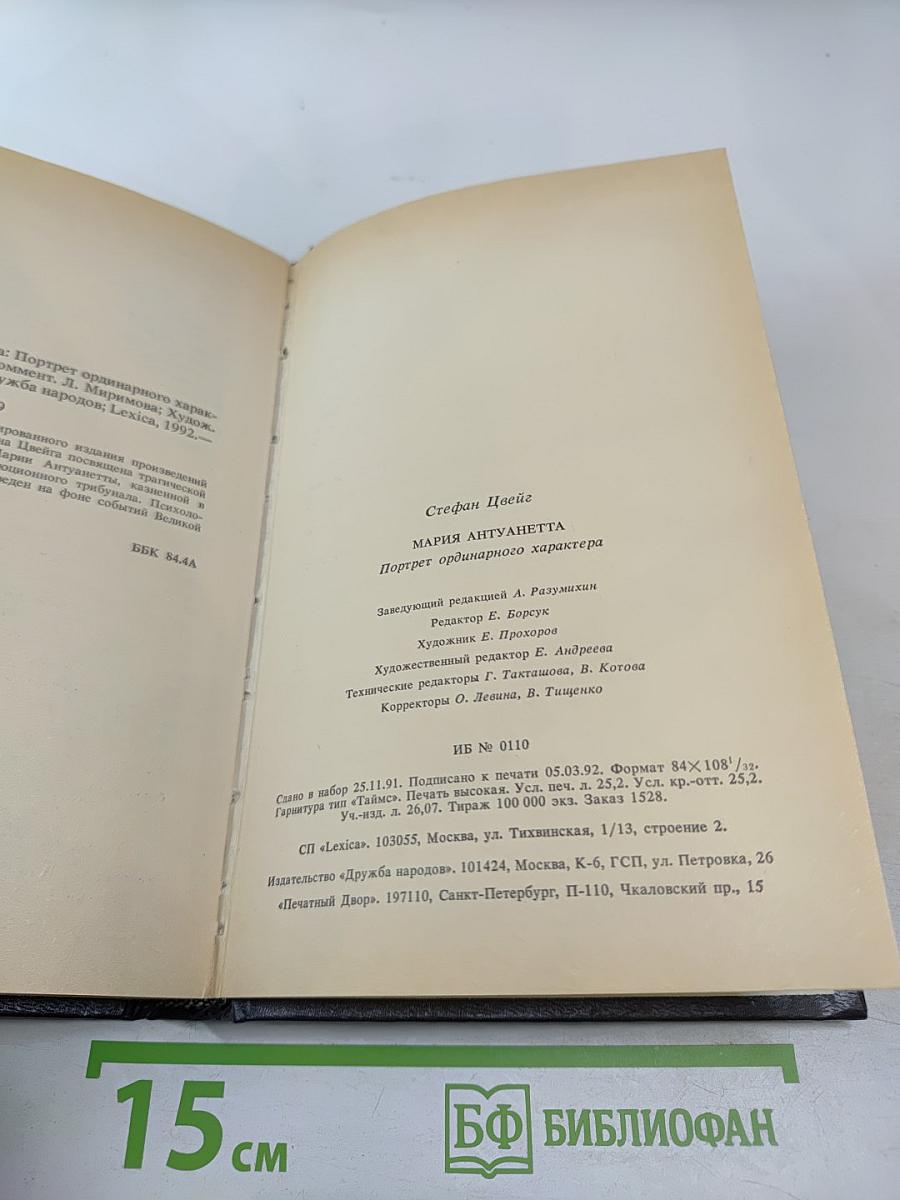 а: Портрет ординарного харак-
оммент. Л. Миримова; Худож.
ужба народов; Lexica, 1992.—
9
ированного издания произведений
на Цвейга посвящена трагической
Марии Антуанетты, казненной в
юционного трибунала. Психоло-
еден на фоне событий Великой
ББК 84.4А
Стефан Цвейг
МАРИЯ АНТУАНЕТТА
Портрет ординарного характера
Заведующий редакцией А. Разумихин
Редактор Е. Борсук
Художник Е. Прохоров
Художественный редактор Е. Андреева
Технические редакторы Г. Такташова, В. Котова
Корректоры О. Левина, В. Тищенко
ИБ № 0110
Сдано в набор 25.11.91. Подписано к печати 05.03.92. Формат 84×108¹/₃₂.
Гарнитура тип «Таймс». Печать высокая. Усл. печ. л. 25,2. Усл. кр.-отт. 25,2.
Уч.-изд. л. 26,07. Тираж 100 000 экз. Заказ 1528.
СП «Lexica». 103055, Москва, ул. Тихвинская, 1/13, строение 2.
Издательство «Дружба народов». 101424, Москва, К-6, ГСП, ул. Петровка, 26
«Печатный Двор». 197110, Санкт-Петербург, П-110, Чкаловский пр., 15
15 см
БФ БИБЛИОФАН